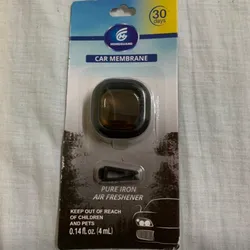 30
days
CAR MEMBRANE
PURE IRON
AIR FRESHENER
KEEP OUT OF REACH
OF CHILDREN
AND PETS
0.14 fl.oz. (4 mL)